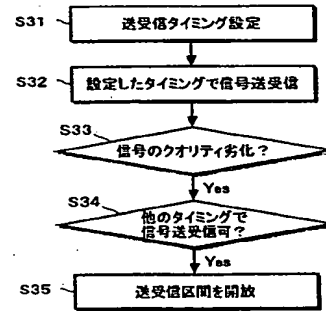 S31 送受信タイミング設定
S32 設定したタイミングで信号送受信
S33
信号のクオリティ劣化？
Yes
S34
他のタイミングで
信号送受信可？
Yes
S35 送受信区間を開放